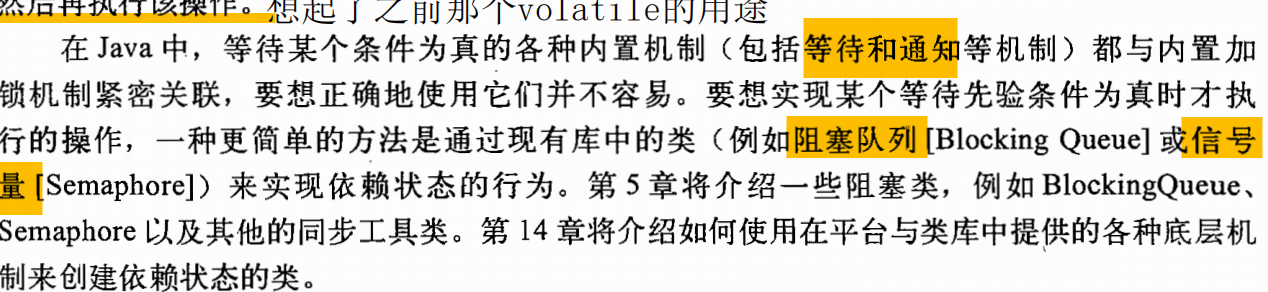 然后再执行该操作。想起了之前那个volatile的用途
在 Java 中，等待某个条件为真的各种内置机制（包括等待和通知等机制）都与内置加
锁机制紧密关联，要想正确地使用它们并不容易。要想实现某个等待先验条件为真时才执
行的操作，一种更简单的方法是通过现有库中的类（例如阻塞队列 [Blocking Queue] 或信号
量 [Semaphore]）来实现依赖状态的行为。第 5 章将介绍一些阻塞类，例如 BlockingQueue、
Semaphore 以及其他的同步工具类。第 14 章将介绍如何使用在平台与类库中提供的各种底层机
制来创建依赖状态的类。